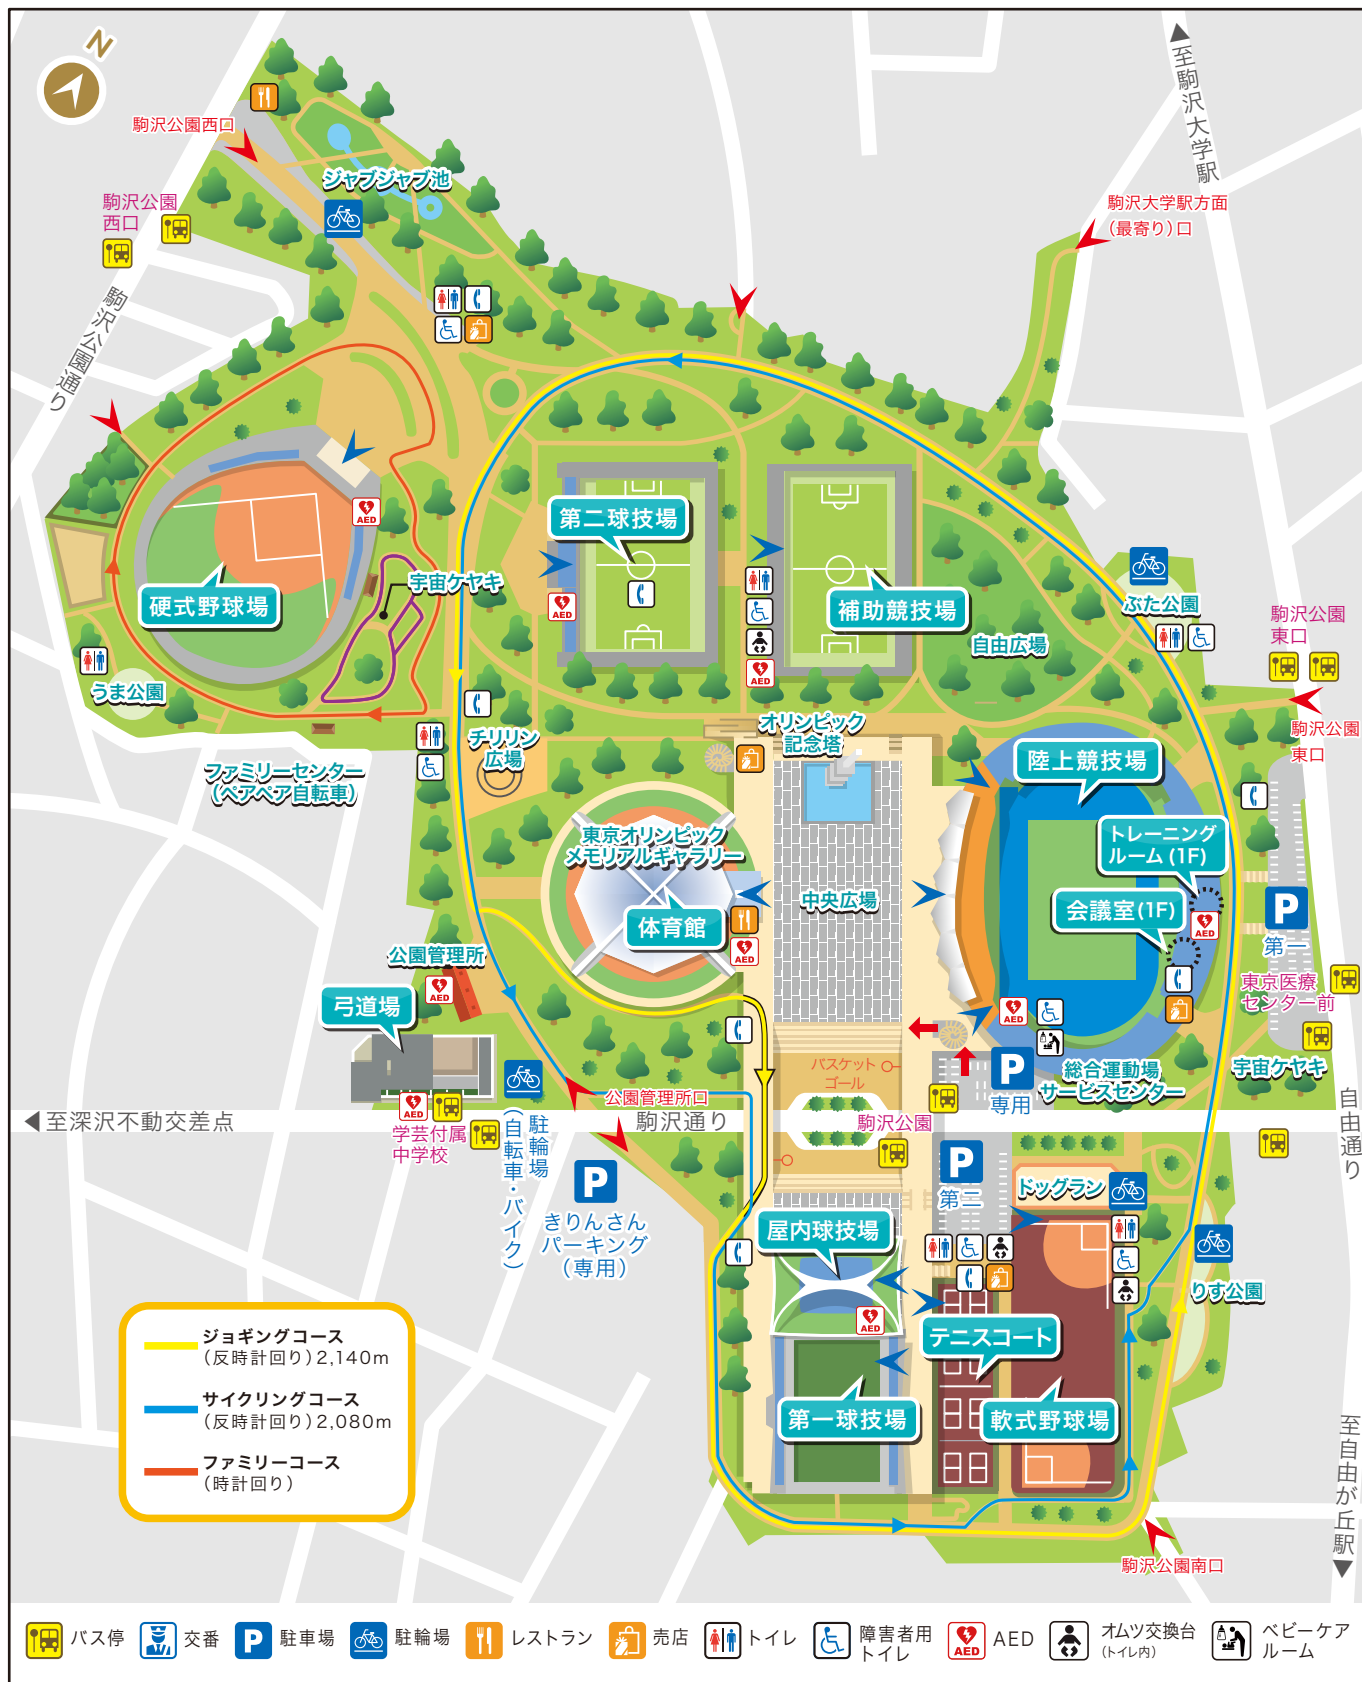 N
駒沢公園西口
ジャブジャブ池
駒沢公園
西口
駒沢公園通り
▲至駒沢大学駅
駒沢大学駅方面
(最寄り)口
第二球技場
硬式野球場
宇宙ケヤキ
補助競技場
自由広場
ぶた公園
駒沢公園
東口
駒沢公園
東口
うま公園
AED
AED
AED
チリリン
広場
オリンピック
記念塔
陸上競技場
ファミリーセンター
(ペアペア自転車)
東京オリンピック
メモリアルギャラリー
トレーニング
ルーム(1F)
中央広場
会議室(1F)
体育館
AED
AED
P
第一
公園管理所
AED
弓道場
東京医療
センター前
AED
バスケット
ゴール
P
専用
総合運動場
サービスセンター
宇宙ケヤキ
公園管理所口
AED
学芸付属
中学校
◀至深沢不動交差点
駒沢通り
駒沢公園
自由通り
駐輪場
(自転車・バイク)
P
きりんさん
パーキング
(専用)
P
第二
ドッグラン
屋内球技場
りす公園
AED
テニスコート
第一球技場
軟式野球場
至自由が丘駅▼
駒沢公園南口
ジョギングコース
(反時計回り)2,140m
サイクリングコース
(反時計回り)2,080m
ファミリーコース
(時計回り)
バス停
交番
P
駐車場
駐輪場
レストラン
売店
トイレ
障害者用
トイレ
AED
AED
オムツ交換台
(トイレ内)
ベビーケア
ルーム